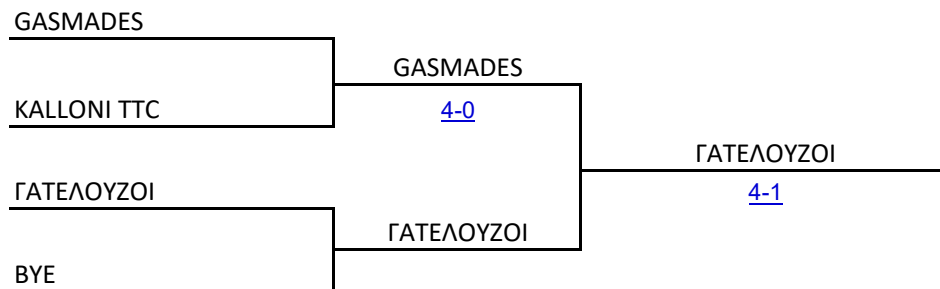 GASMADES
GASMADES
KALLONI TTC
4-0
ΓΑΤΕΛΟΥΖΟΙ
ΓΑΤΕΛΟΥΖΟΙ
4-1
ΓΑΤΕΛΟΥΖΟΙ
BYE